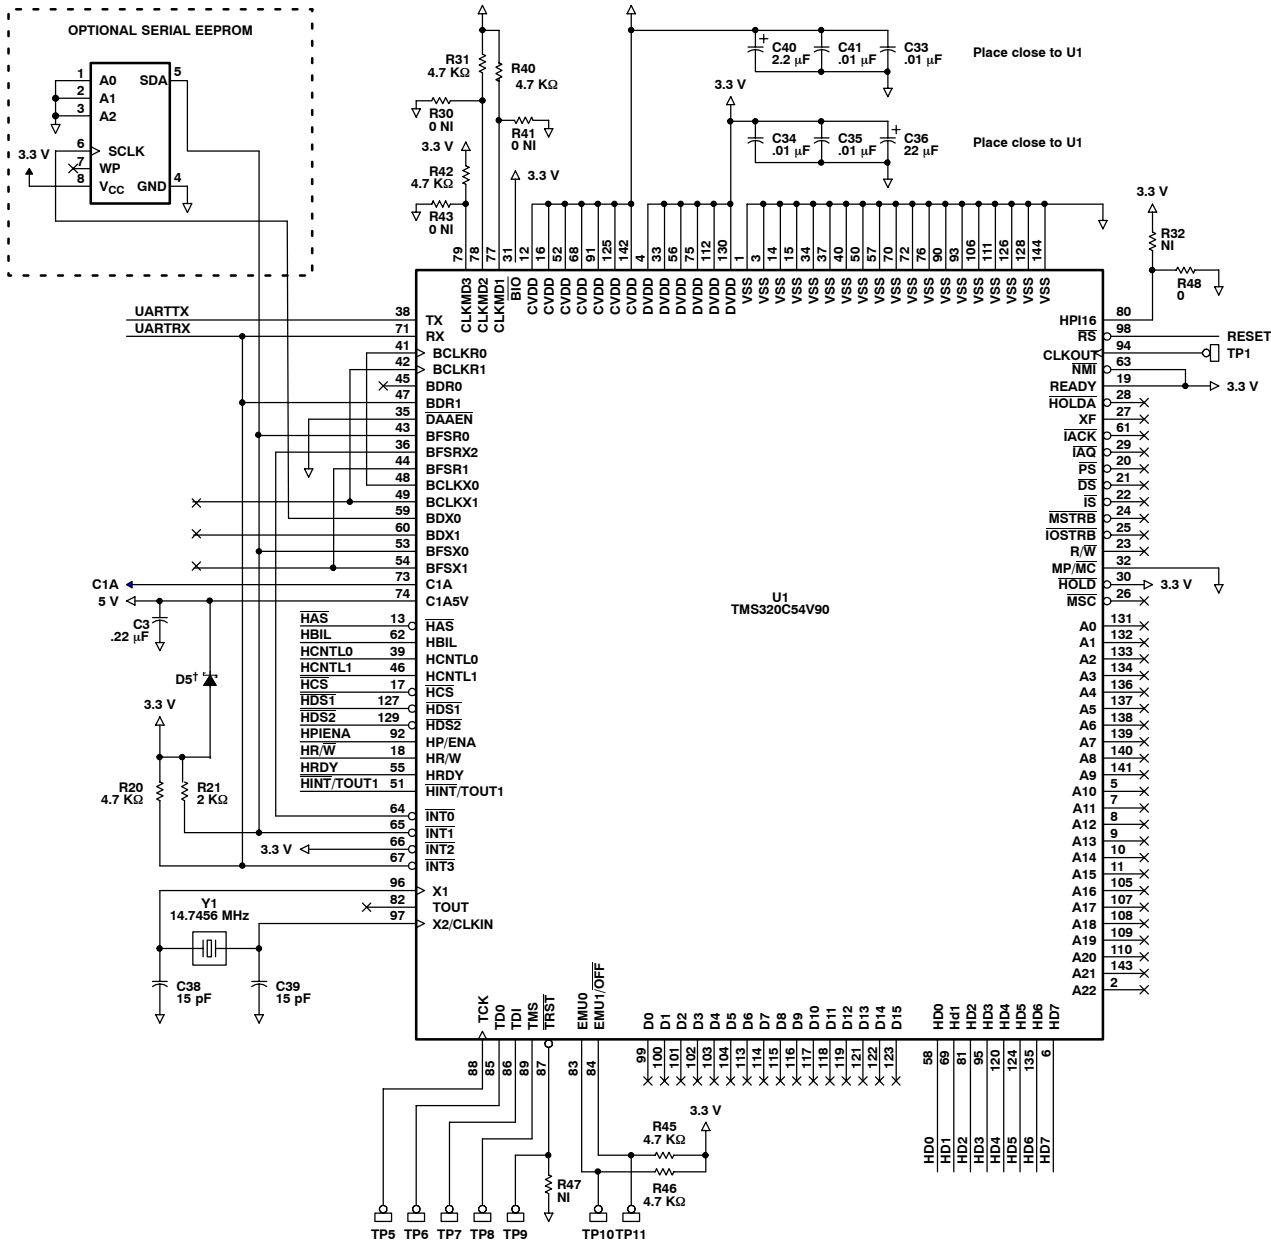 OPTIONAL SERIAL EEPROM
1 A0 SDA 5
2 A1
3 A2
6 SCLK
3.3 V
7 WP
8 VCC GND 4
R31
4.7 KΩ
R40
4.7 KΩ
R30
0 NI
R41
0 NI
3.3 V
R42
4.7 KΩ
3.3 V
R43
0 NI
C40
2.2 µF
+
C41
.01 µF
C33
.01 µF
Place close to U1
3.3 V
C34
.01 µF
C35
.01 µF
+
C36
22 µF
Place close to U1
3.3 V
R32
NI
R48
0
79 78 77 31 12 16 52 68 91 125 142 4 33 56 75 112 130 1 3 14 15 34 37 40 50 57 70 72 76 90 93 106 111 126 128 144
CLKMD3 CLKMD2 CLKMD1 BIO CVDD CVDD CVDD CVDD CVDD CVDD CVDD DVDD DVDD DVDD DVDD DVDD DVDD VSS VSS VSS VSS VSS VSS VSS VSS VSS VSS VSS VSS VSS VSS VSS VSS VSS VSS VSS
UARTTX 38 TX
UARTRX 71 RX
41 BCLKR0
42 BCLKR1
45 BDR0
47 BDR1
35 DAAEN
43 BFSR0
36 BFSRX2
44 BFSR1
48 BCLKX0
49 BCLKX1
59 BDX0
60 BDX1
53 BFSX0
54 BFSX1
C1A 73 C1A
5 V 74 C1A5V
C3
.22 µF
D5†
3.3 V
R20
4.7 KΩ
R21
2 KΩ
HAS 13 HAS
HBIL 62 HBIL
HCNTL0 39 HCNTL0
HCNTL1 46 HCNTL1
HCS 17 HCS
HDS1 127 HDS1
HDS2 129 HDS2
HPIENA 92 HP/ENA
HR/W 18 HR/W
HRDY 55 HRDY
HINT/TOUT1 51 HINT/TOUT1
64 INT0
65 INT1
3.3 V 66 INT2
67 INT3
96 X1
82 TOUT
97 X2/CLKIN
Y1
14.7456 MHz
C38
15 pF
C39
15 pF
U1
TMS320C54V90
HPI16 80
RS 98 RESET
CLKOUT 94 TP1
NMI 63
READY 19 3.3 V
HOLDA 28
XF 27
IACK 61
IAQ 29
PS 20
DS 21
IS 22
MSTRB 24
IOSTRB 25
R/W 23
MP/MC 32
HOLD 30 3.3 V
MSC 26
A0 131
A1 132
A2 133
A3 134
A4 136
A5 137
A6 138
A7 139
A8 140
A9 141
A10 5
A11 7
A12 8
A13 9
A14 10
A15 11
A16 105
A17 107
A18 108
A19 109
A20 110
A21 143
A22 2
TCK TD0 TDI TMS TRST EMU0 EMU1/OFF D0 D1 D2 D3 D4 D5 D6 D7 D8 D9 D10 D11 D12 D13 D14 D15 HD0 Hd1 HD2 HD3 HD4 HD5 HD6 HD7
88 85 86 89 87 83 84 99 100 101 102 103 104 113 114 115 116 117 118 119 121 122 123 58 69 81 95 120 124 135 6
3.3 V
R45
4.7 KΩ
R46
4.7 KΩ
R47
NI
HD0 HD1 HD2 HD3 HD4 HD5 HD6 HD7
TP5 TP6 TP7 TP8 TP9 TP10 TP11